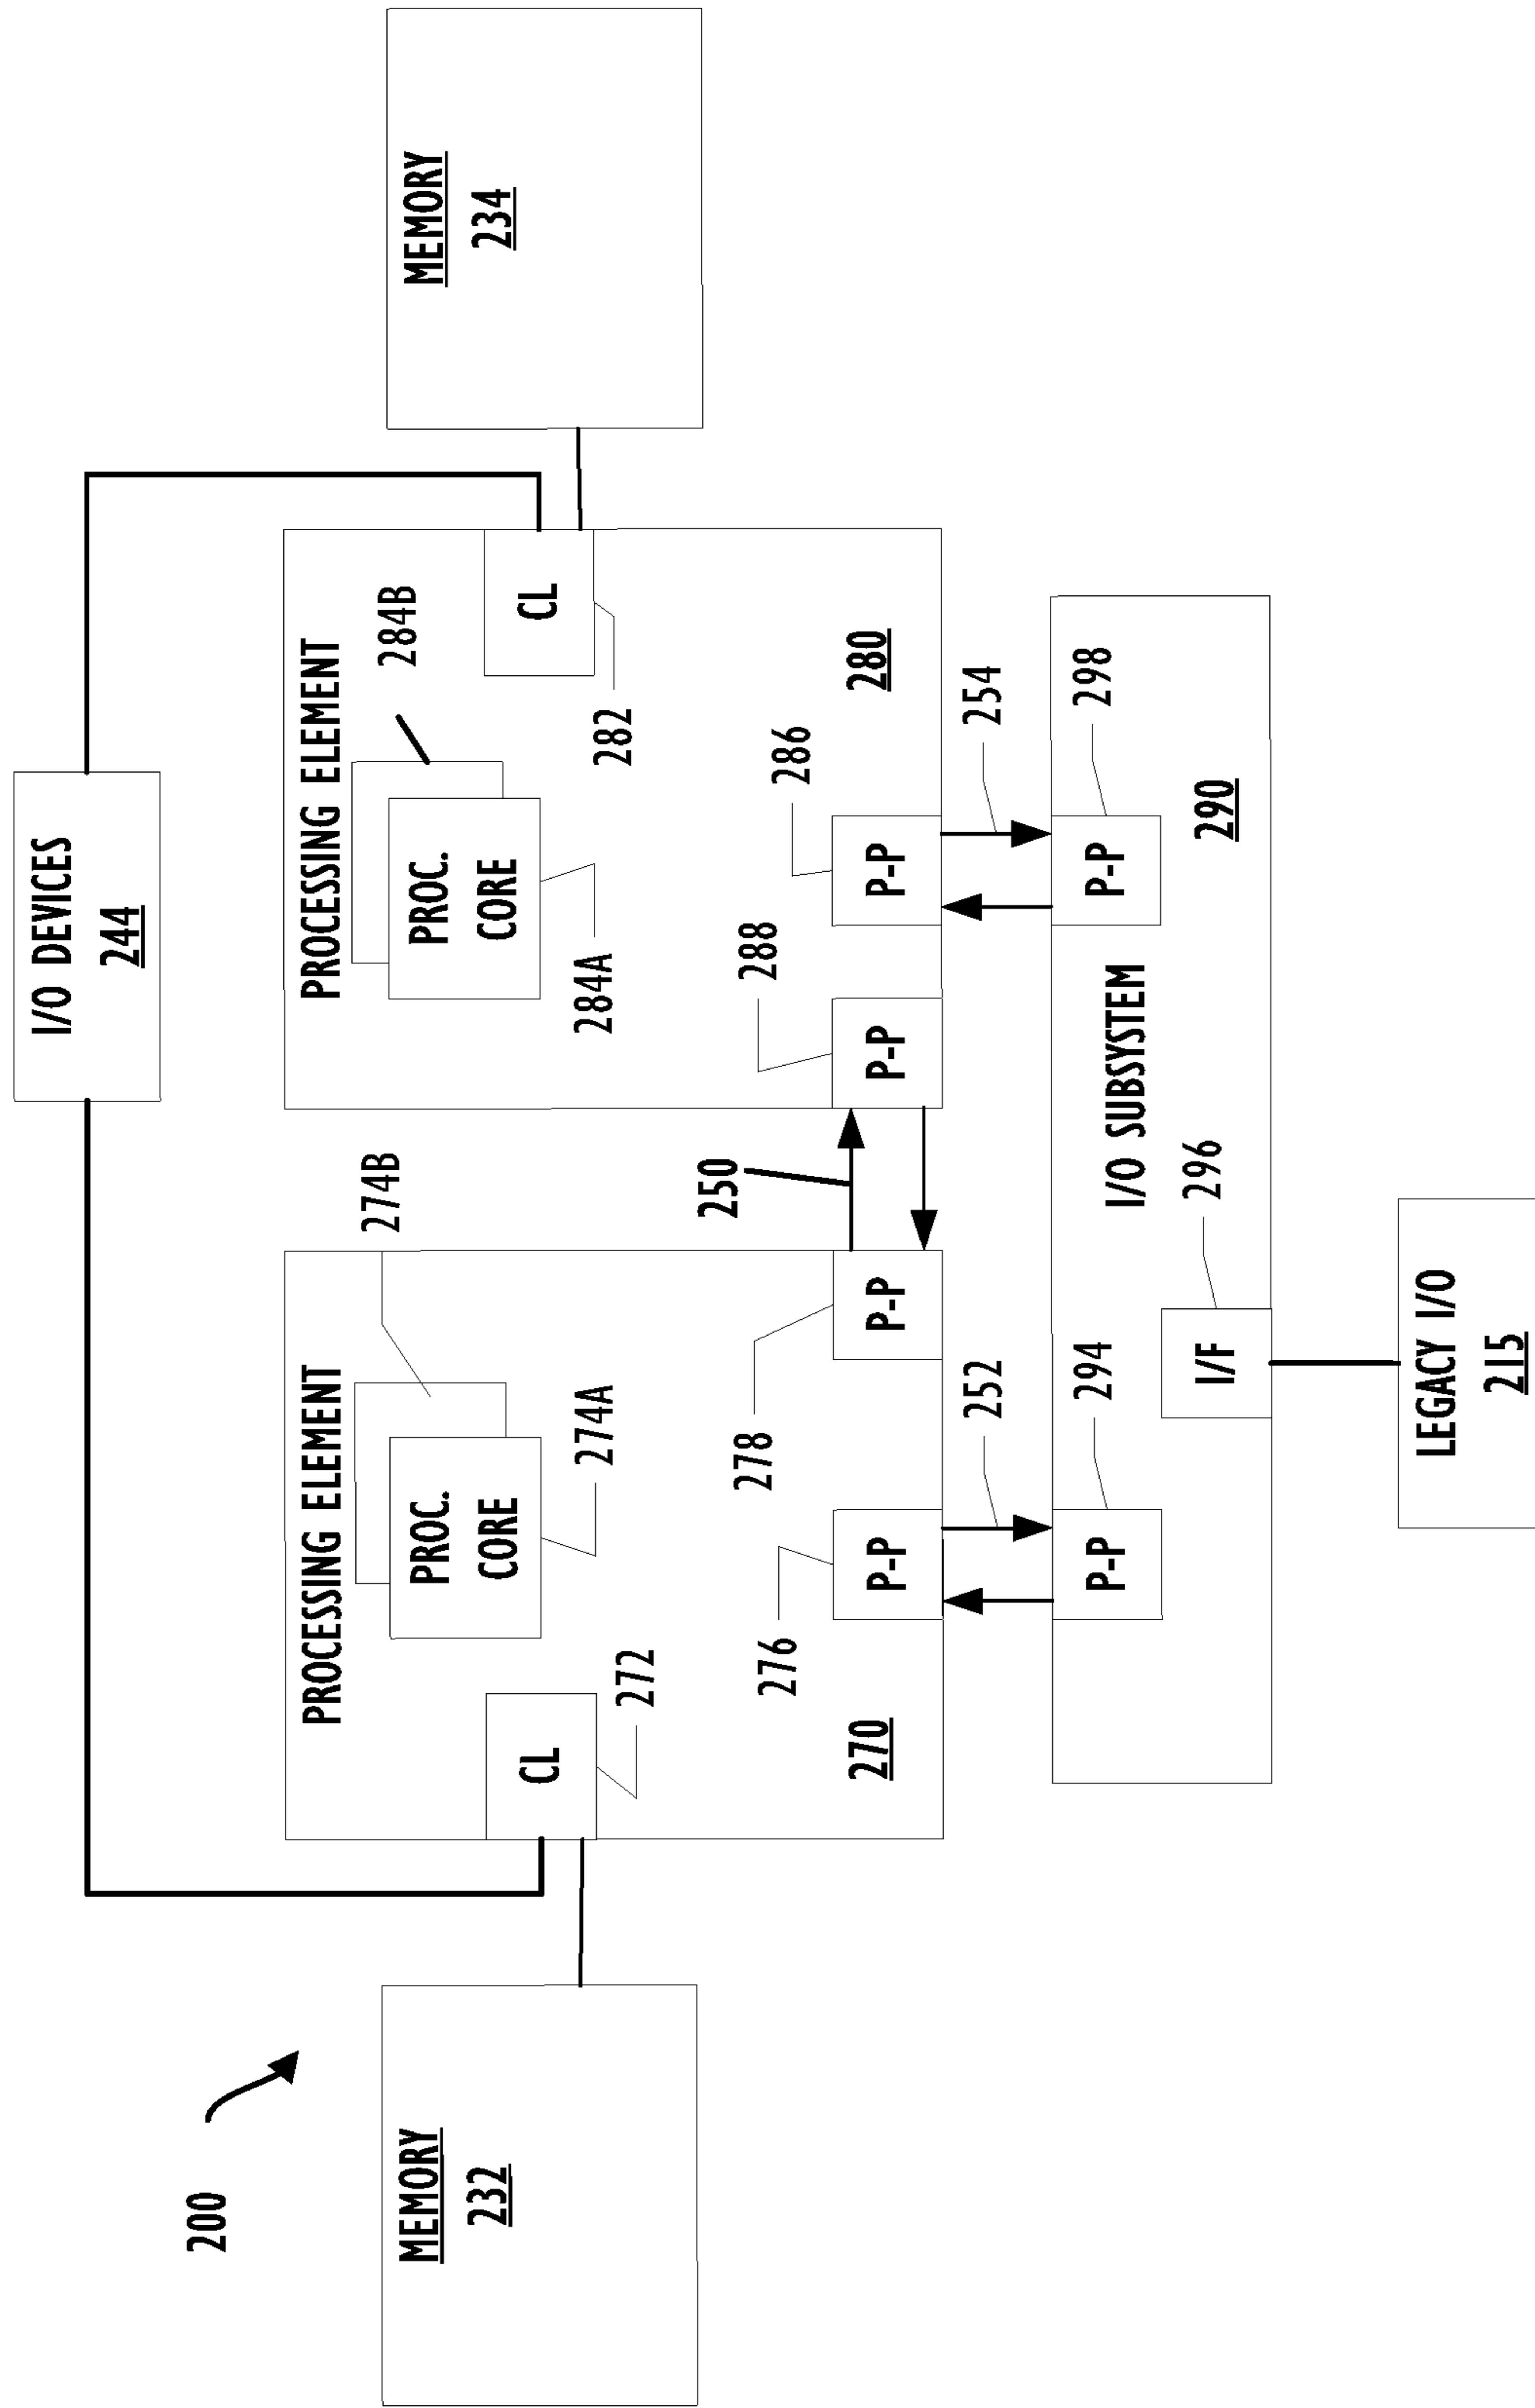 200
I/O DEVICES
244
MEMORY
232
PROCESSING ELEMENT
274B
PROC.
CORE
274A
CL
272
278
P-P
276
P-P
270
250
PROCESSING ELEMENT
284B
PROC.
CORE
284A
CL
282
288
P-P
286
P-P
280
MEMORY
234
252
254
294
P-P
I/O SUBSYSTEM
298
P-P
296
I/F
290
LEGACY I/O
215